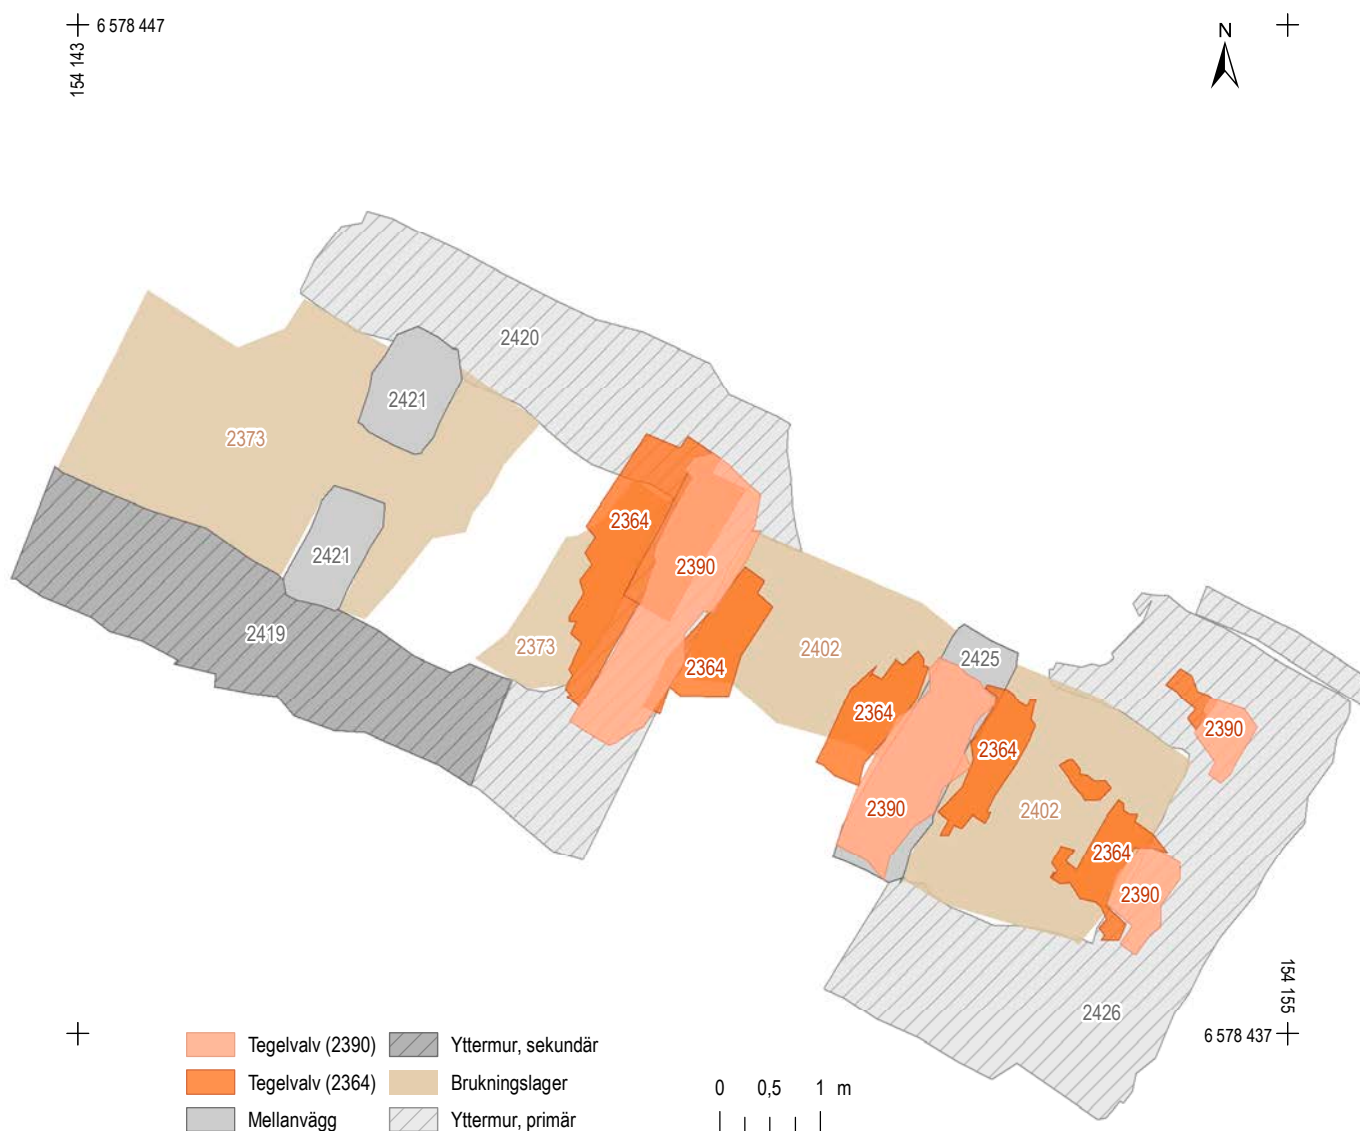 6 578 447
154 143
N
2420
2421
2373
2364
2421
2390
2419
2373
2402
2425
2364
2364
2390
2364
2390
2402
2364
2390
2426
154 155
6 578 437
Tegelvalv (2390)
Yttermur, sekundär
Tegelvalv (2364)
Brukningslager
Mellanvägg
Yttermur, primär
0 0,5 1 m